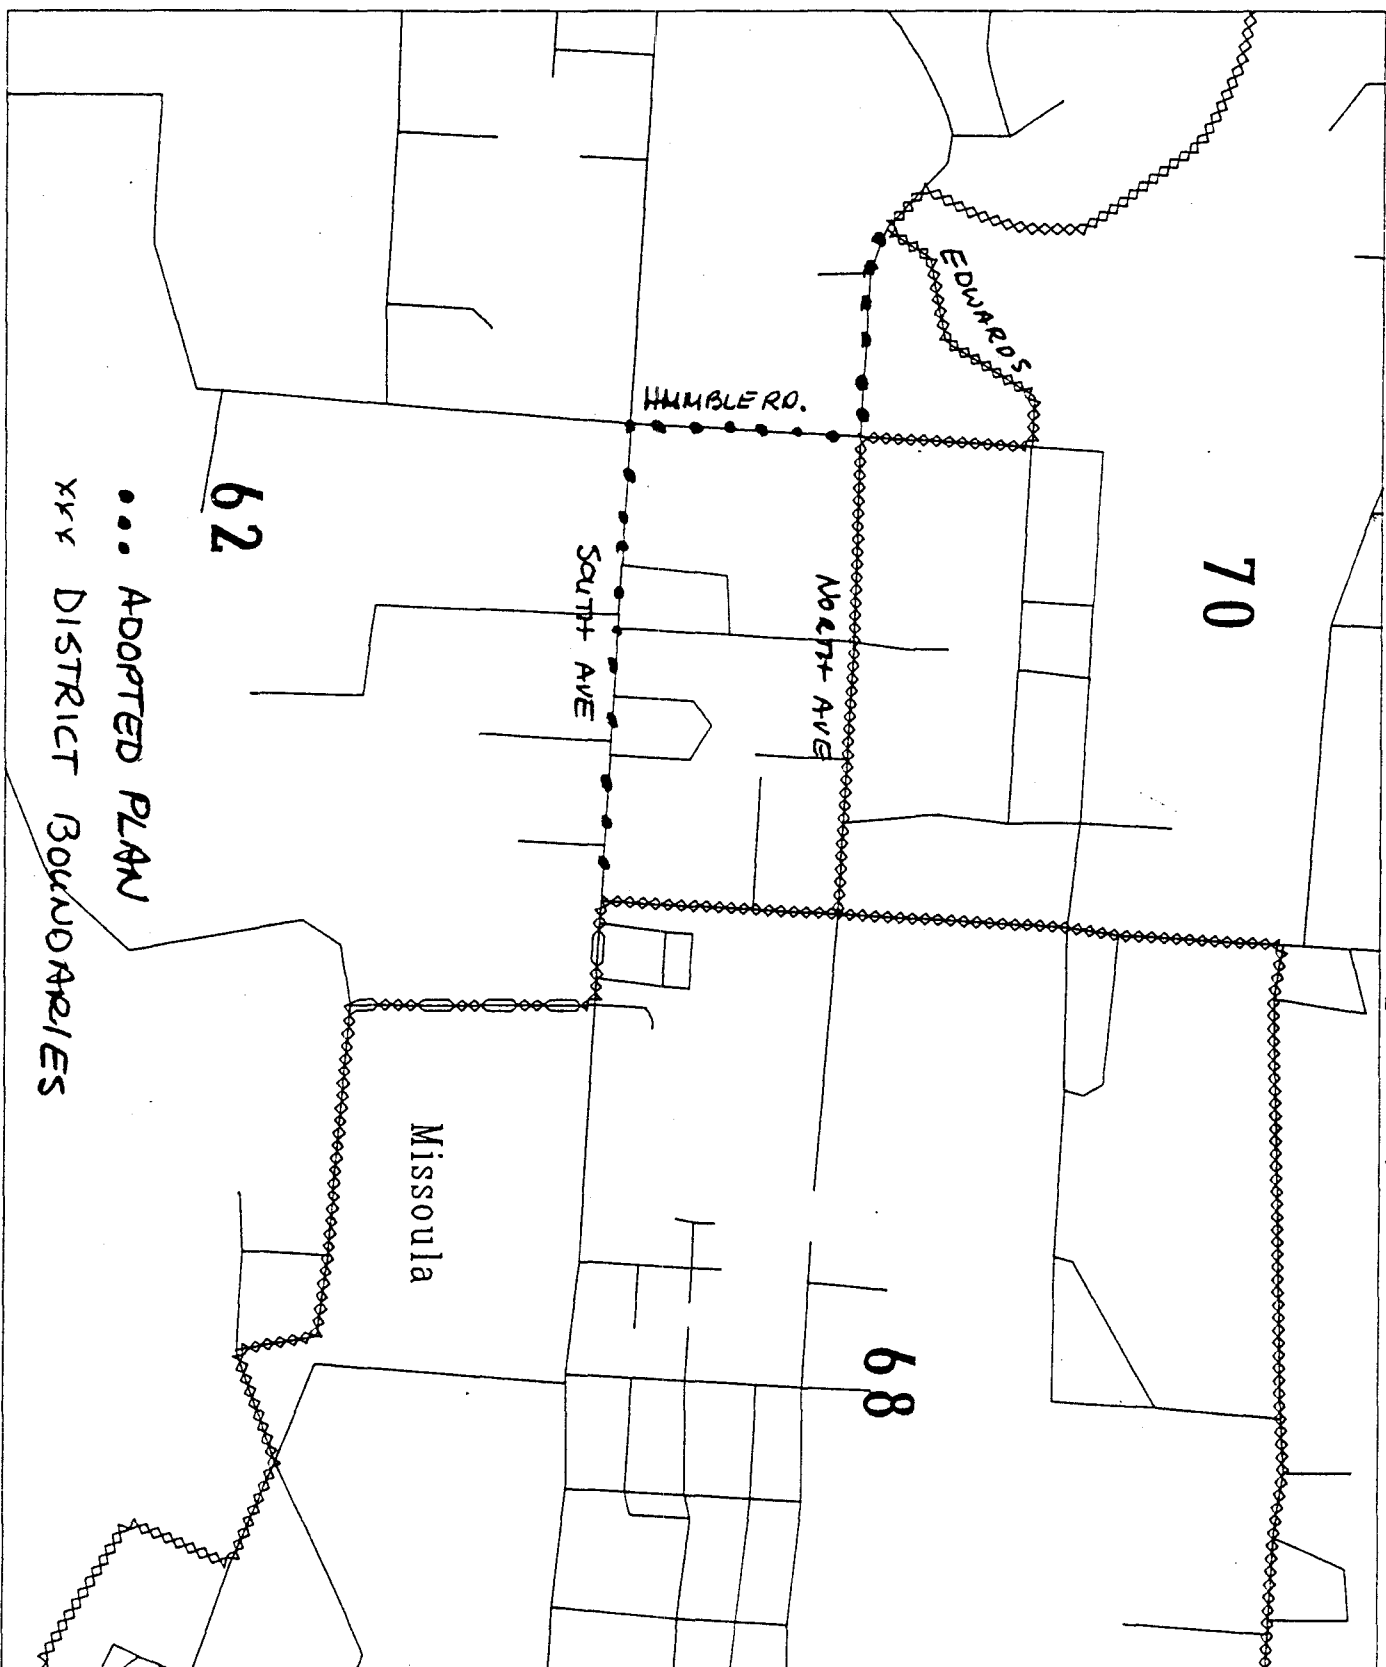 70
EDWARDS
HUMBLE RD.
NORTH AVE
SOUTH AVE
62
68
Missoula
••• ADOPTED PLAN
xxx DISTRICT BOUNDARIES